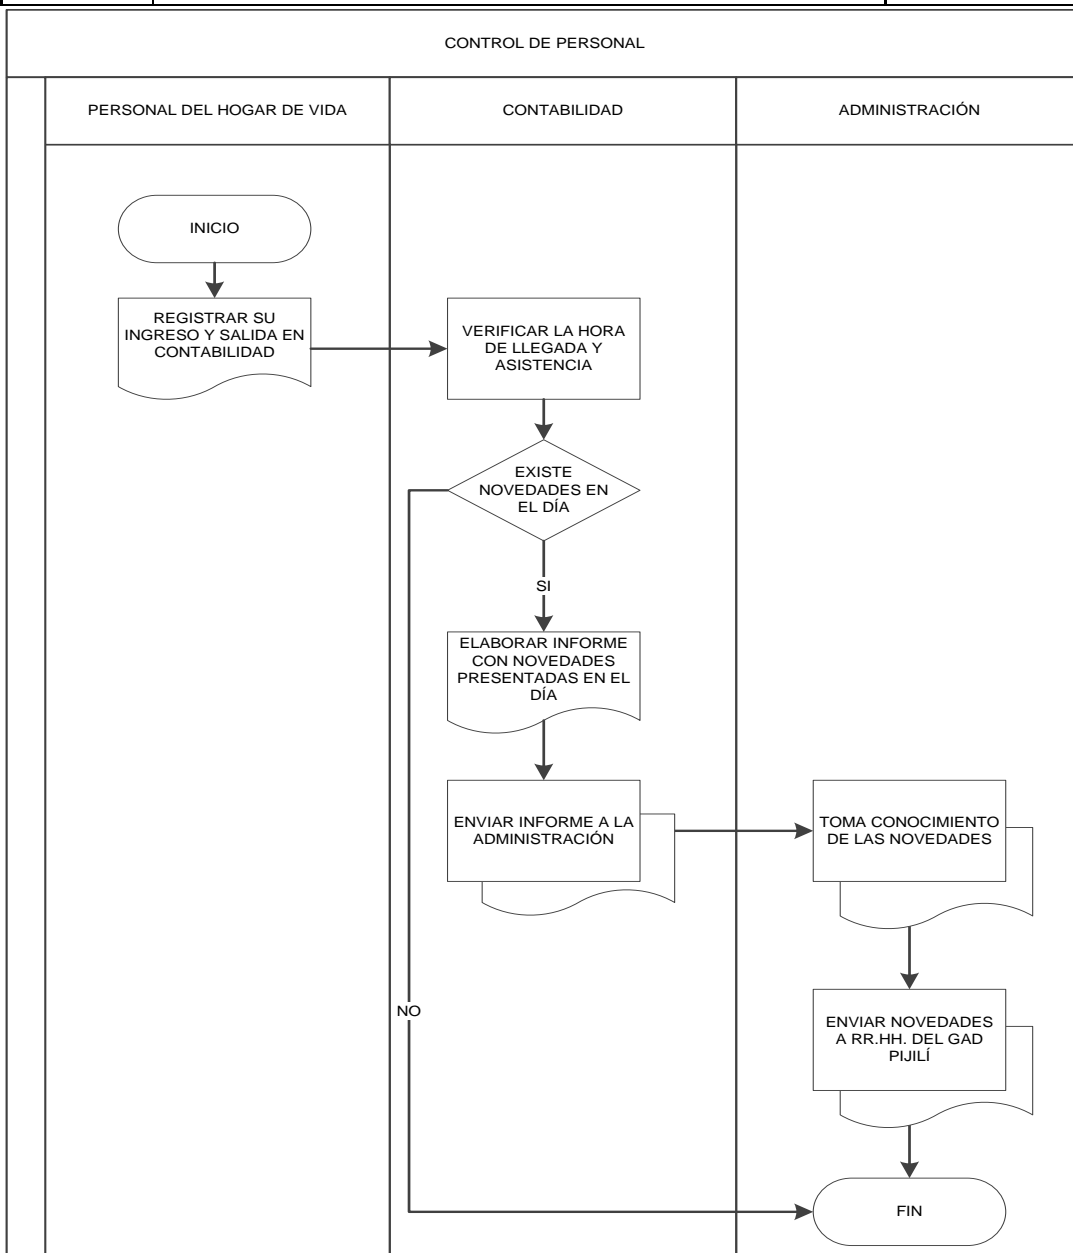 CONTROL DE PERSONAL
PERSONAL DEL HOGAR DE VIDA
CONTABILIDAD
ADMINISTRACIÓN
INICIO
REGISTRAR SU
INGRESO Y SALIDA EN
CONTABILIDAD
VERIFICAR LA HORA
DE LLEGADA Y
ASISTENCIA
EXISTE
NOVEDADES EN
EL DÍA
SI
ELABORAR INFORME
CON NOVEDADES
PRESENTADAS EN EL
DÍA
ENVIAR INFORME A LA
ADMINISTRACIÓN
TOMA CONOCIMIENTO
DE LAS NOVEDADES
NO
ENVIAR NOVEDADES
A RR.HH. DEL GAD
PIJILÍ
FIN